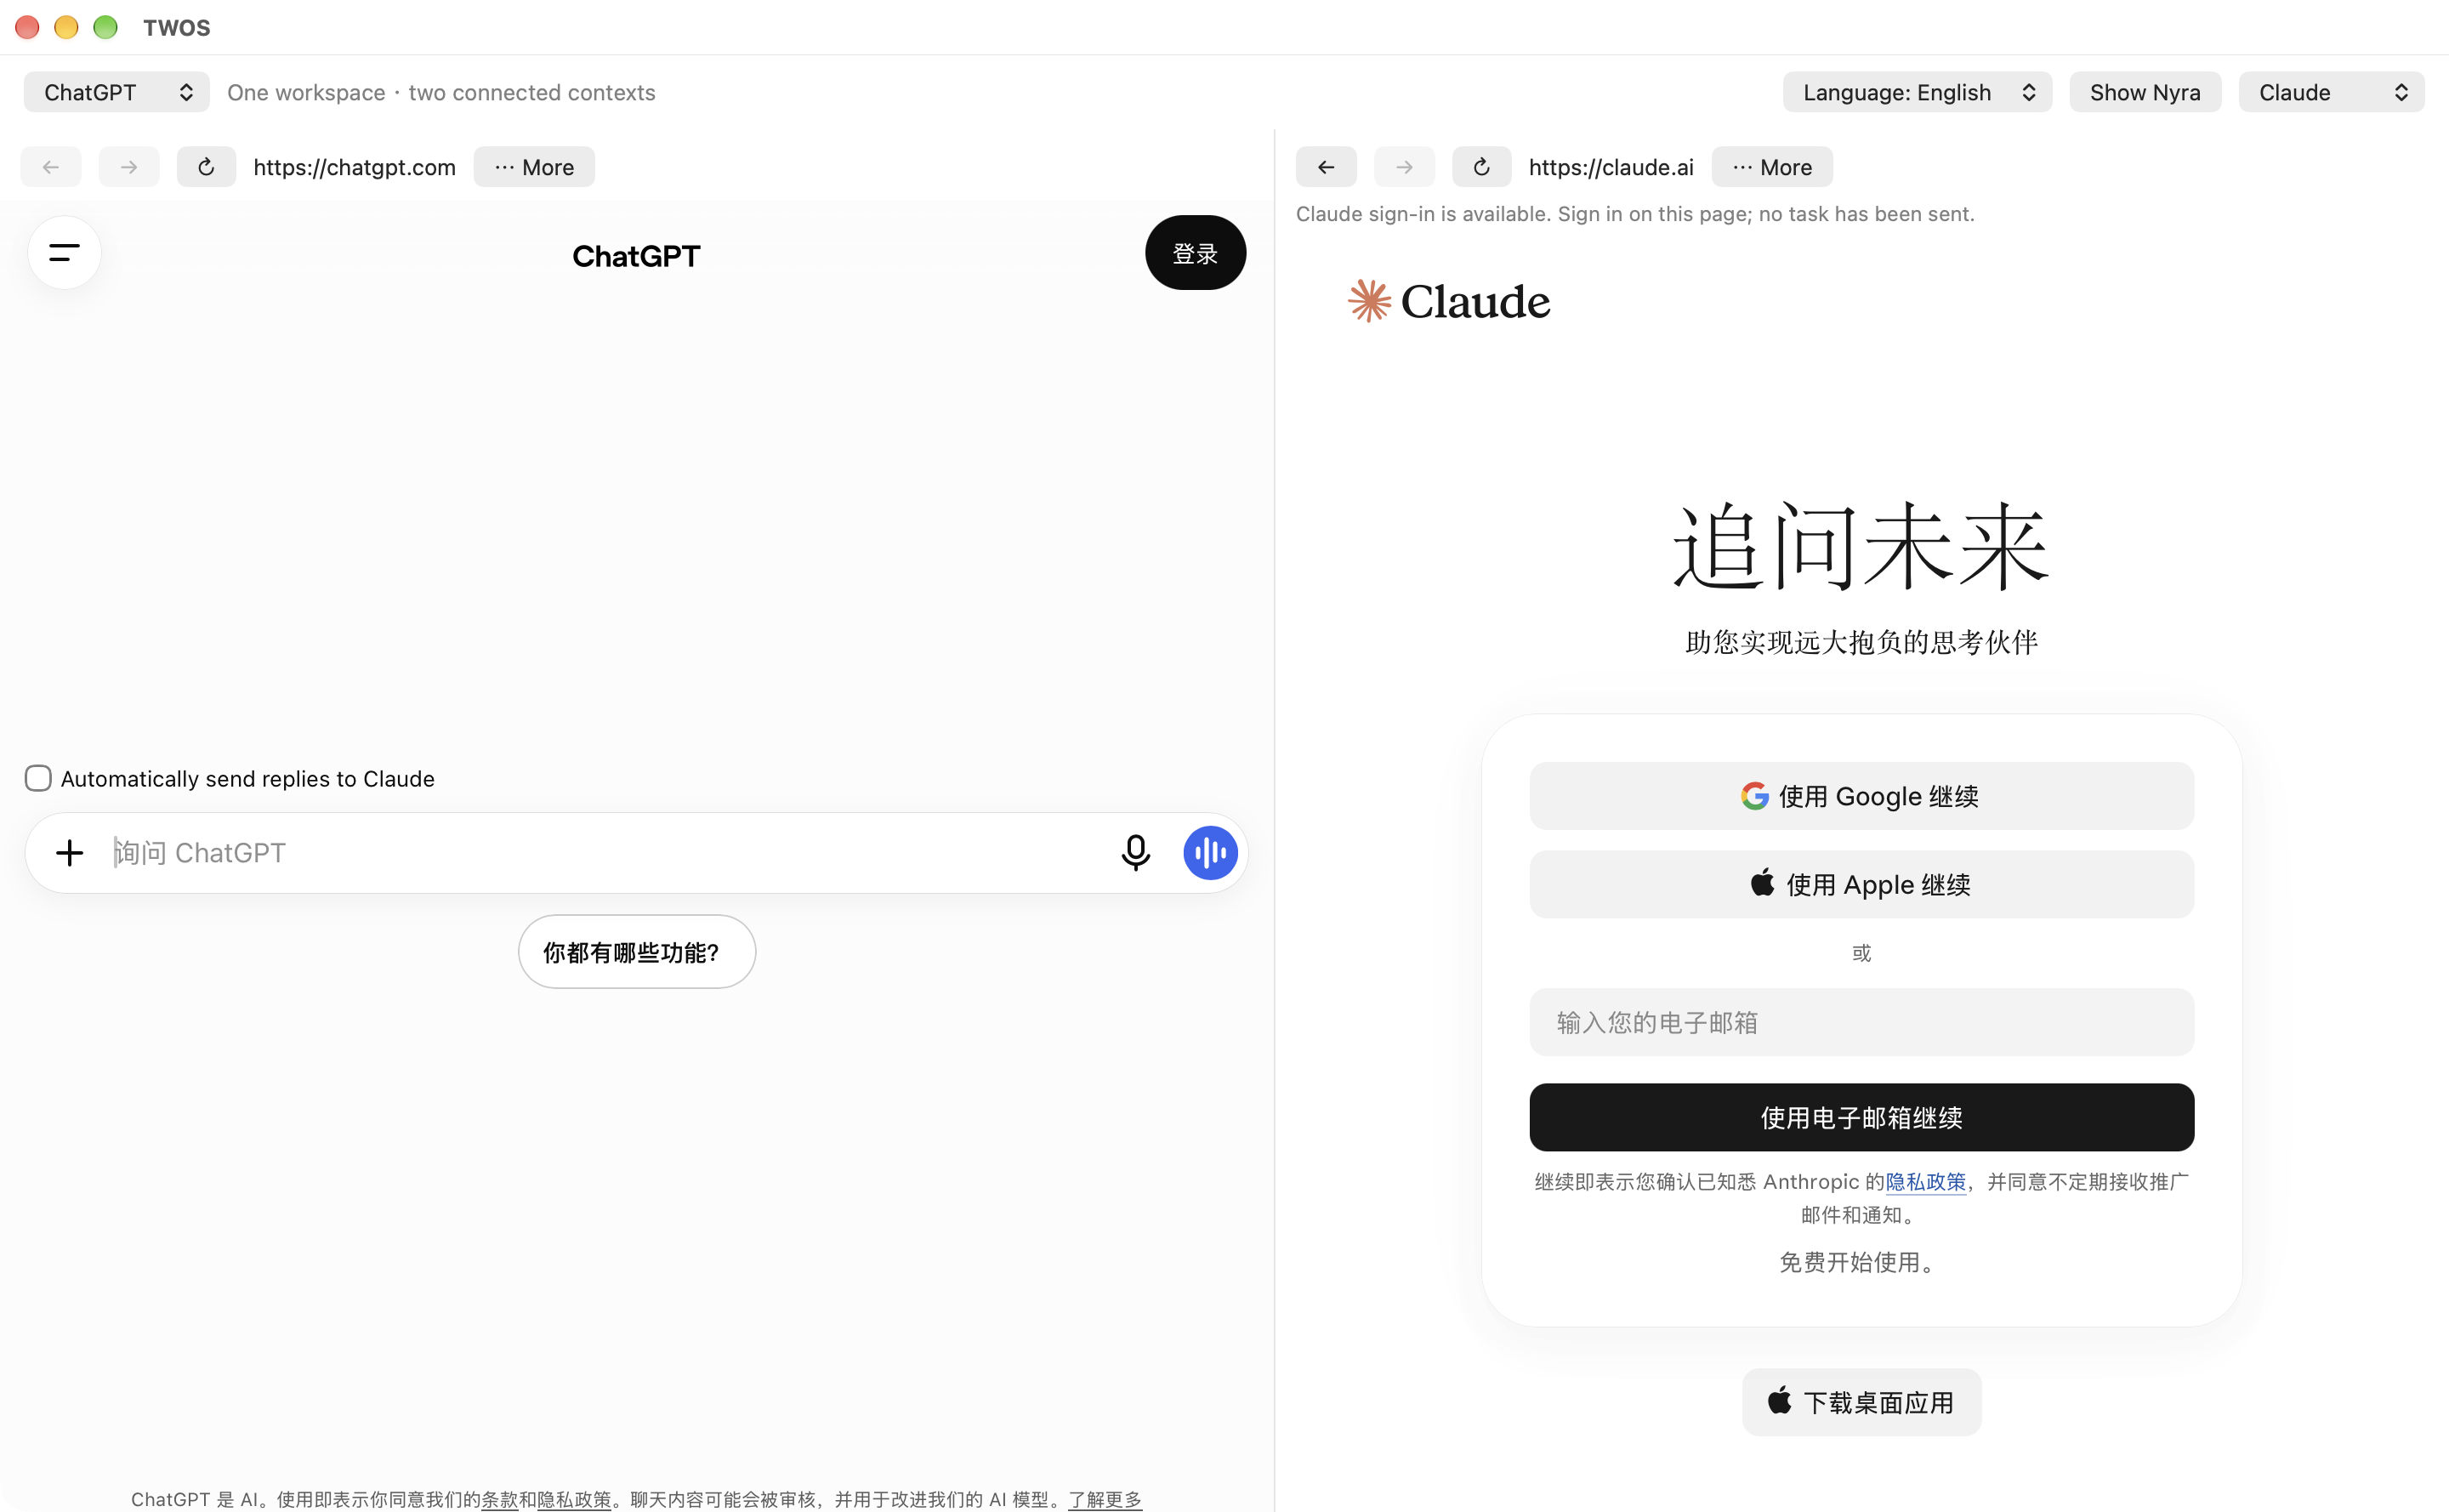 TWOS
ChatGPT
One workspace · two connected contexts
Language: English
Show Nyra
Claude
https://chatgpt.com
··· More
ChatGPT
登录
Automatically send replies to Claude
询问 ChatGPT
你都有哪些功能?
ChatGPT 是 AI。使用即表示你同意我们的条款和隐私政策。聊天内容可能会被审核，并用于改进我们的 AI 模型。了解更多
https://claude.ai
··· More
Claude sign-in is available. Sign in on this page; no task has been sent.
Claude
追问未来
助您实现远大抱负的思考伙伴
使用 Google 继续
使用 Apple 继续
或
输入您的电子邮箱
使用电子邮箱继续
继续即表示您确认已知悉 Anthropic 的隐私政策，并同意不定期接收推广
邮件和通知。
免费开始使用。
下载桌面应用